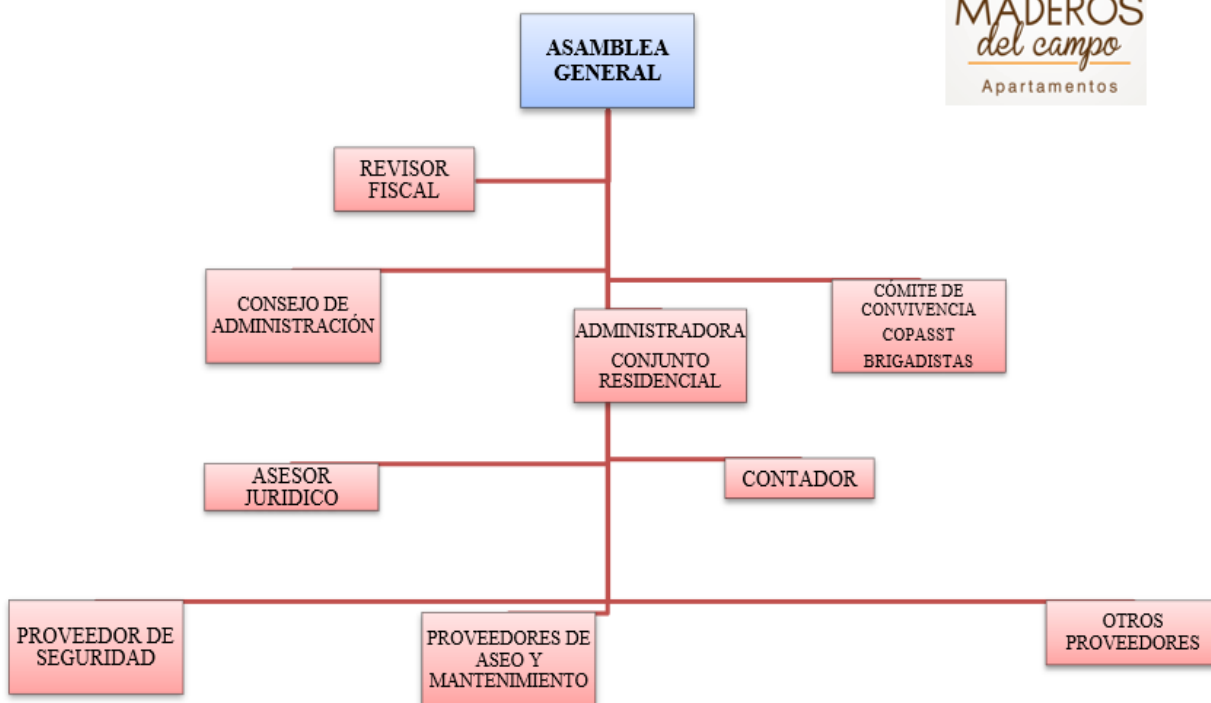 MADEROS
del campo
Apartamentos
ASAMBLEA
GENERAL
REVISOR
FISCAL
CONSEJO DE
ADMINISTRACIÓN
ADMINISTRADORA
CONJUNTO
RESIDENCIAL
CÓMITE DE
CONVIVENCIA
COPASST
BRIGADISTAS
ASESOR
JURIDICO
CONTADOR
PROVEEDOR DE
SEGURIDAD
PROVEEDORES DE
ASEO Y
MANTENIMIENTO
OTROS
PROVEEDORES